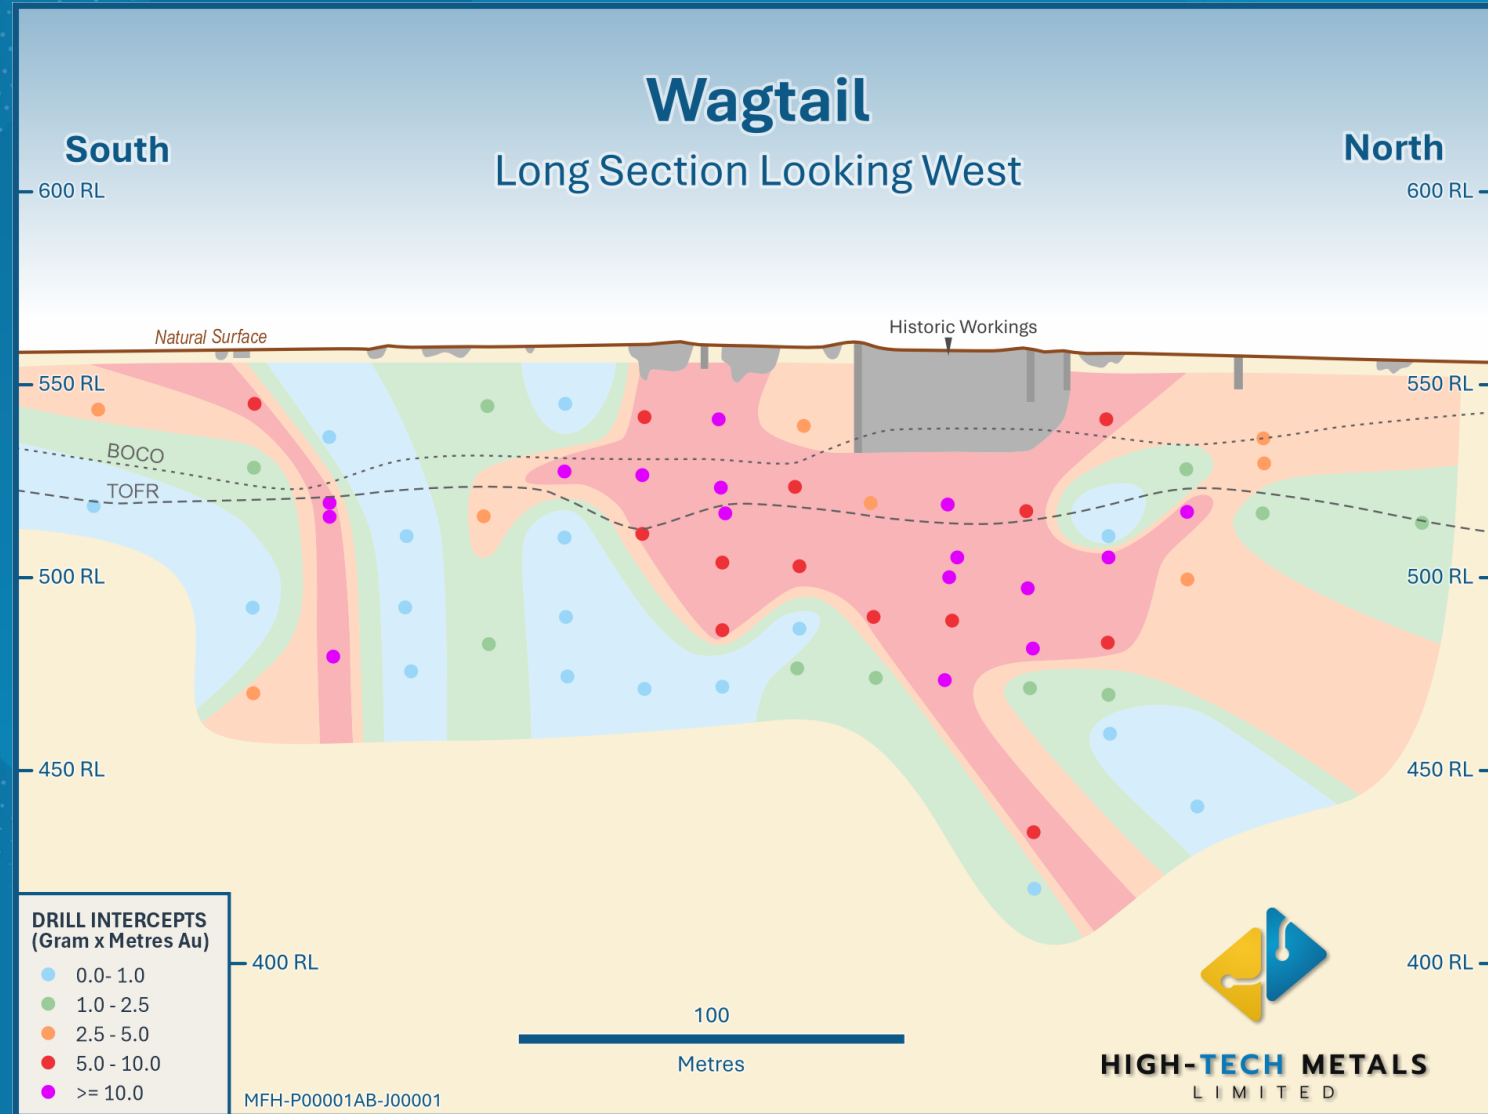 Wagtail
South
North
Long Section Looking West
600 RL
600 RL
Historic Workings
Natural Surface
550 RL
550 RL
BOCO
TOFR
500 RL
500 RL
450 RL
450 RL
DRILL INTERCEPTS
(Gram x Metres Au)
0.0- 1.0
1.0 - 2.5
2.5 - 5.0
5.0 - 10.0
>= 10.0
400 RL
400 RL
100
Metres
HIGH-TECH METALS
LIMITED
MFH-P00001AB-J00001